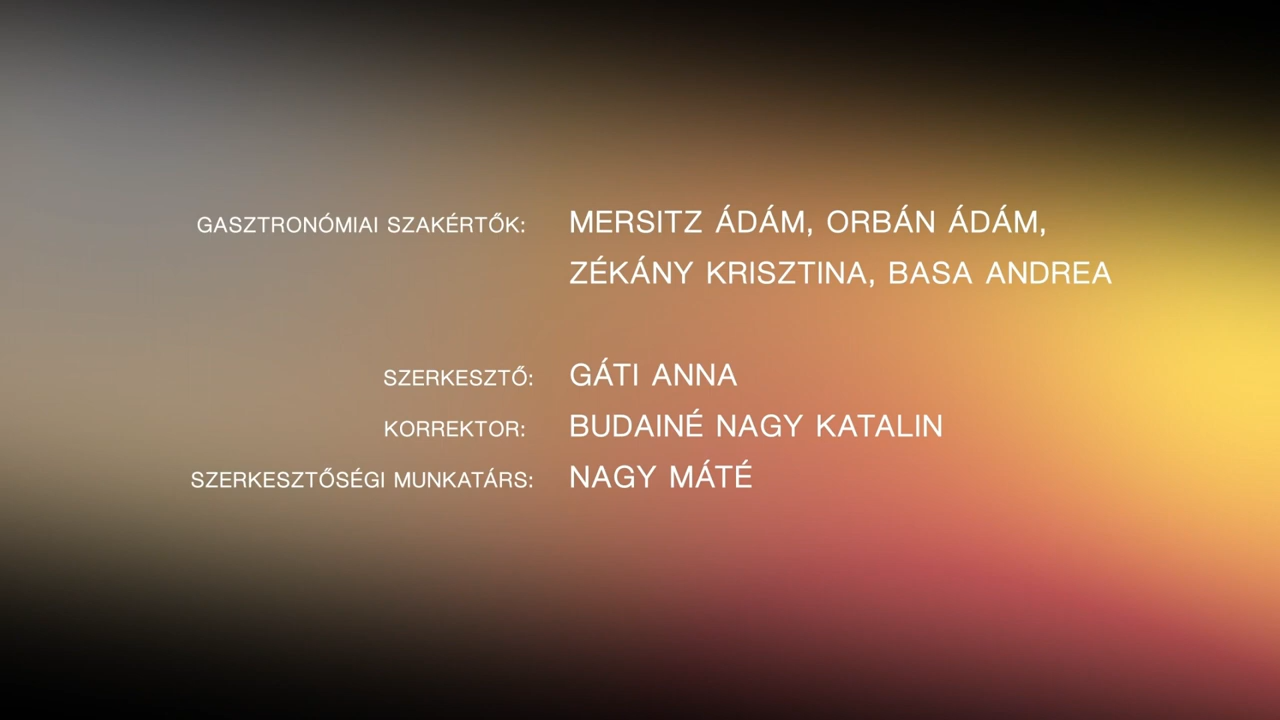 GASZTRONÓMIAI SZAKÉRTŐK: MERSITZ ÁDÁM, ORBÁN ÁDÁM,
ZÉKÁNY KRISZTINA, BASA ANDREA
SZERKESZTŐ: GÁTI ANNA
KORREKTOR: BUDAINÉ NAGY KATALIN
SZERKESZTŐSÉGI MUNKATÁRS: NAGY MÁTÉ